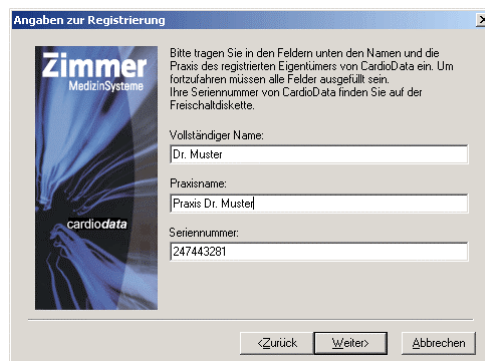 Angaben zur Registrierung
Zimmer
MedizinSysteme
cardiodata
Bitte tragen Sie in den Feldern unten den Namen und die
Praxis des registrierten Eigentümers von CardioData ein. Um
fortzufahren müssen alle Felder ausgefüllt sein.
Ihre Seriennummer von CardioData finden Sie auf der
Freischaltdiskette.
Vollständiger Name:
Dr. Muster
Praxisname:
Praxis Dr. Muster
Seriennummer:
247443281
<Zurück Weiter> Abbrechen